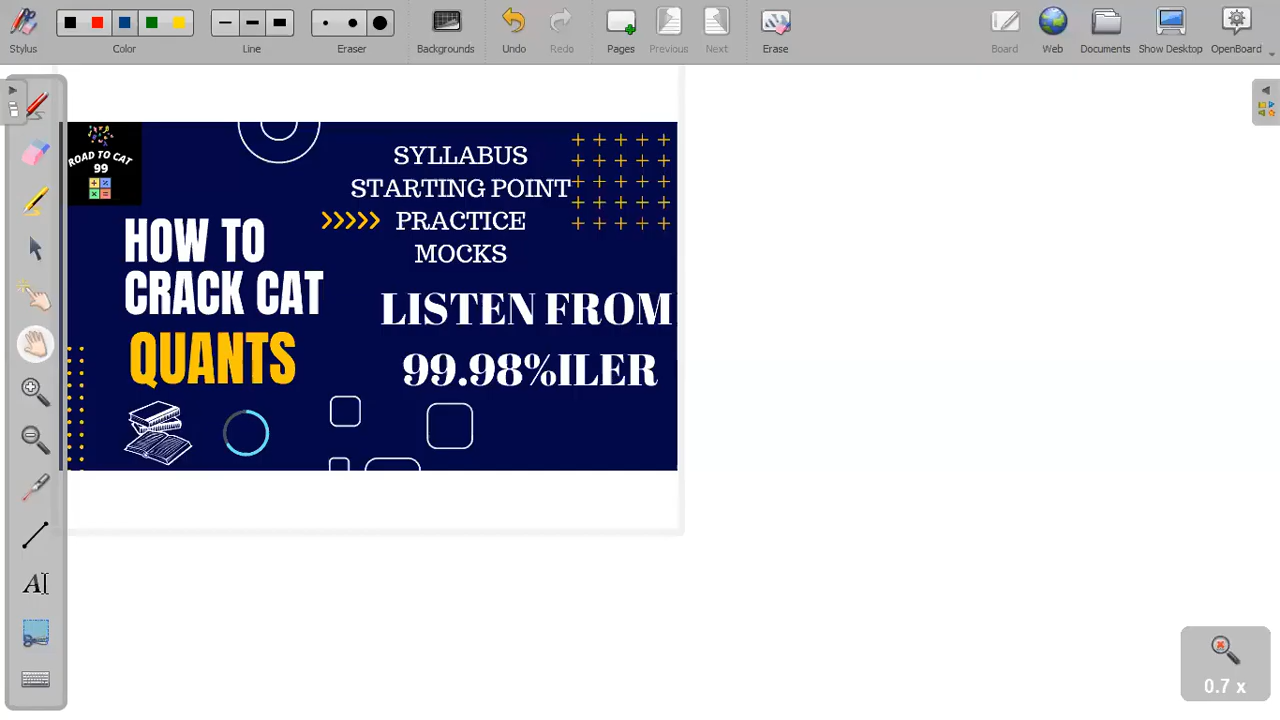 Stylus
Color
Line
Eraser
Backgrounds
Undo
Redo
Pages
Previous
Next
Erase
Board
Web
Documents
Show Desktop
OpenBoard
ROAD TO CAT
99
SYLLABUS
STARTING POINT
PRACTICE
MOCKS
HOW TO
CRACK CAT
QUANTS
LISTEN FROM
99.98%ILER
0.7 x